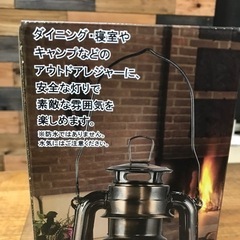 ダイニング・寝室や
キャンプなどの
アウトドアレジャーに、
安全な灯りで
素敵な雰囲気を
楽しめます。
※防水ではありません。
水気にはご注意ください。